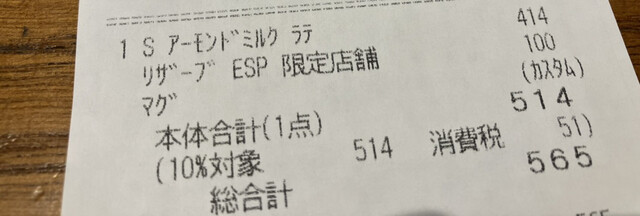 1 S アーモンドミルク ラテ 414
リザーブ ESP 限定店舗 100
マグ (カスタム)
本体合計(1点) 514
(10%対象 514 消費税 51)
総合計 565